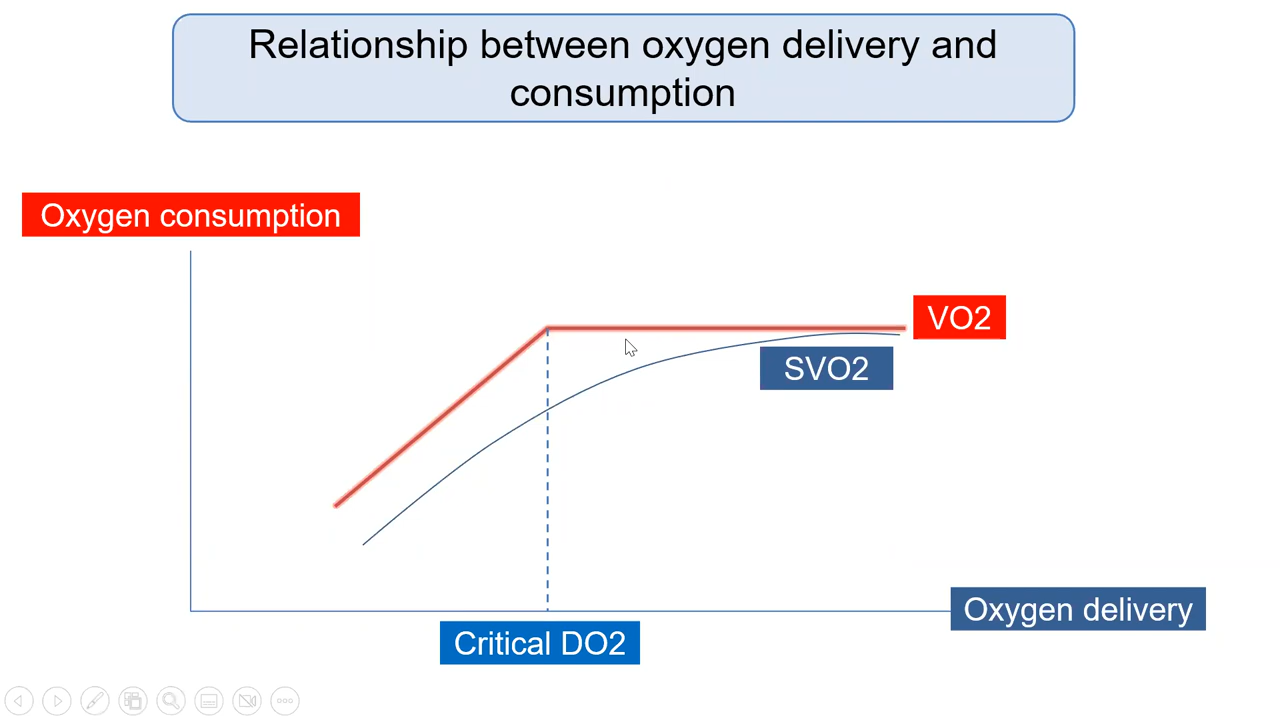 Relationship between oxygen delivery and
consumption
Oxygen consumption
VO2
SVO2
Oxygen delivery
Critical DO2